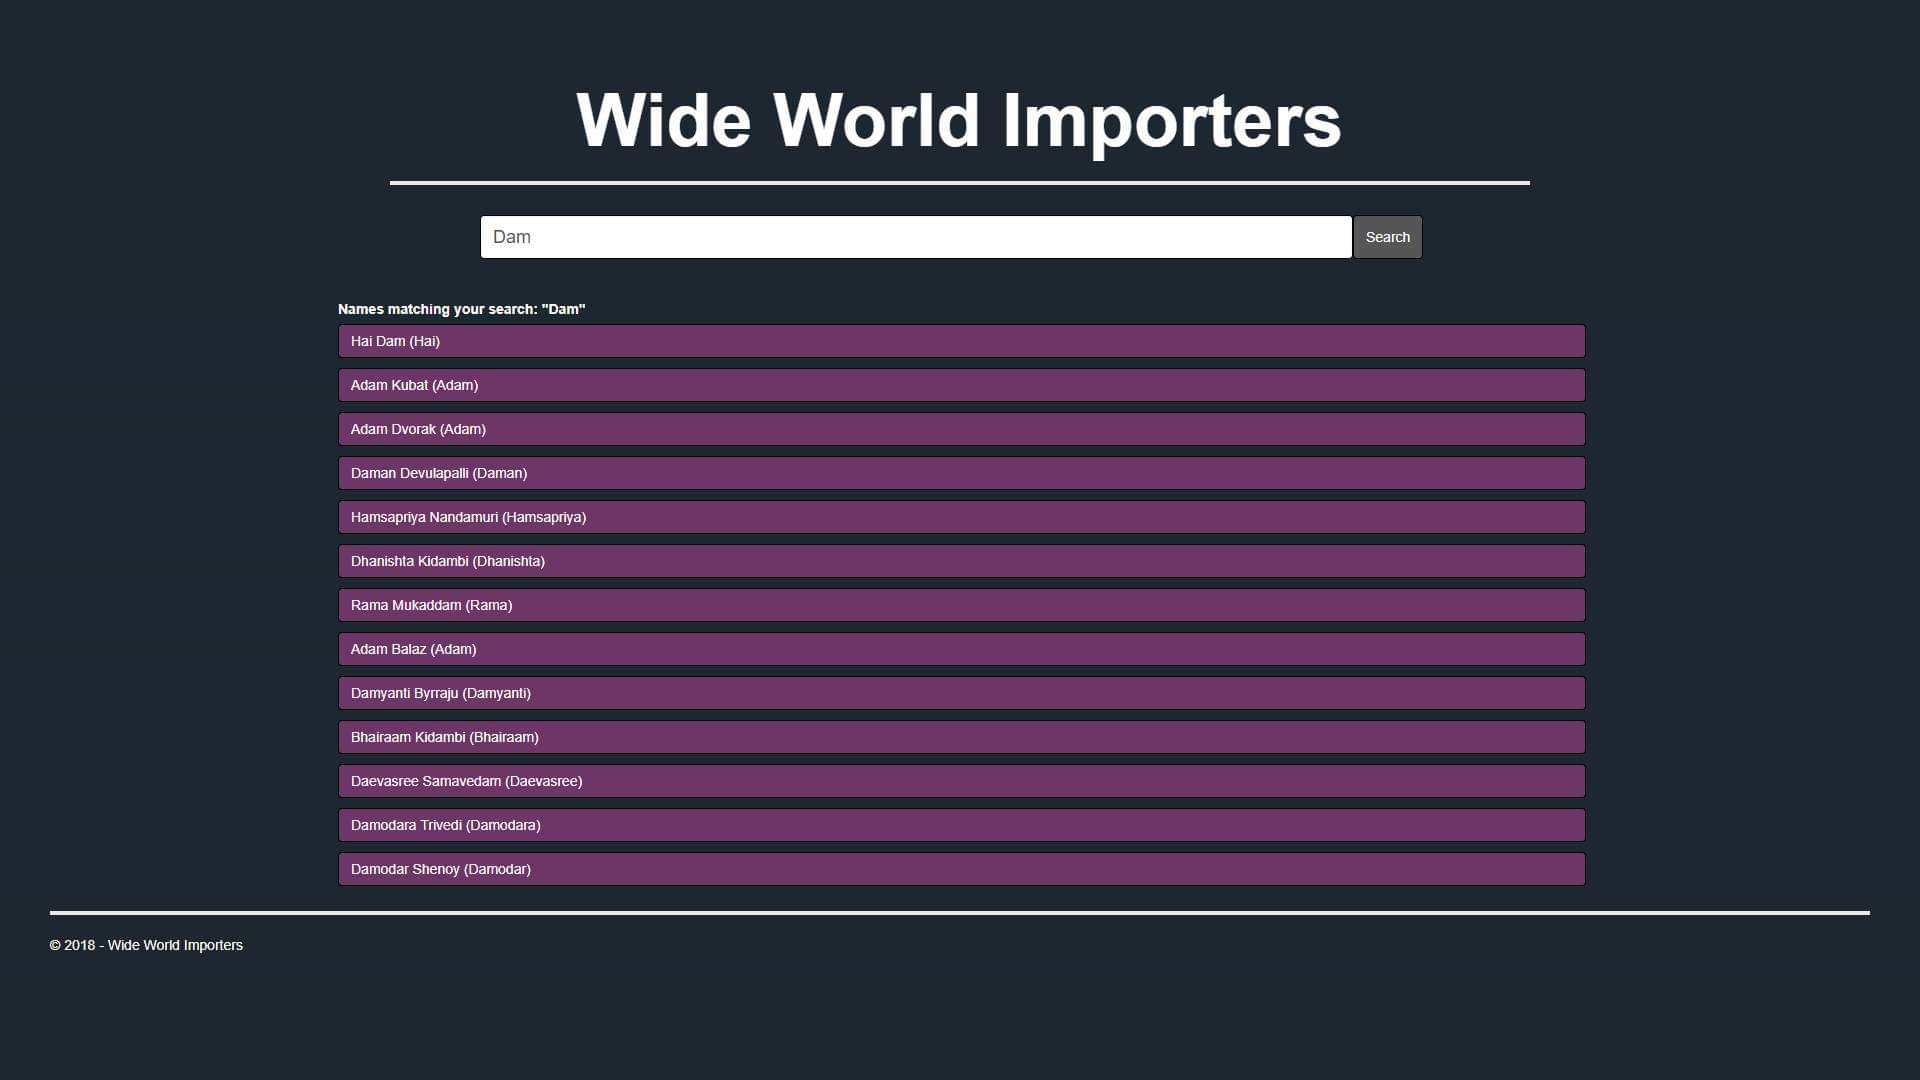 Wide World Importers
Dam
Search
Names matching your search: "Dam"
Hai Dam (Hai)
Adam Kubat (Adam)
Adam Dvorak (Adam)
Daman Devulapalli (Daman)
Hamsapriya Nandamuri (Hamsapriya)
Dhanishta Kidambi (Dhanishta)
Rama Mukaddam (Rama)
Adam Balaz (Adam)
Damyanti Byrraju (Damyanti)
Bhairaam Kidambi (Bhairaam)
Daevasree Samavedam (Daevasree)
Damodara Trivedi (Damodara)
Damodar Shenoy (Damodar)
© 2018 - Wide World Importers